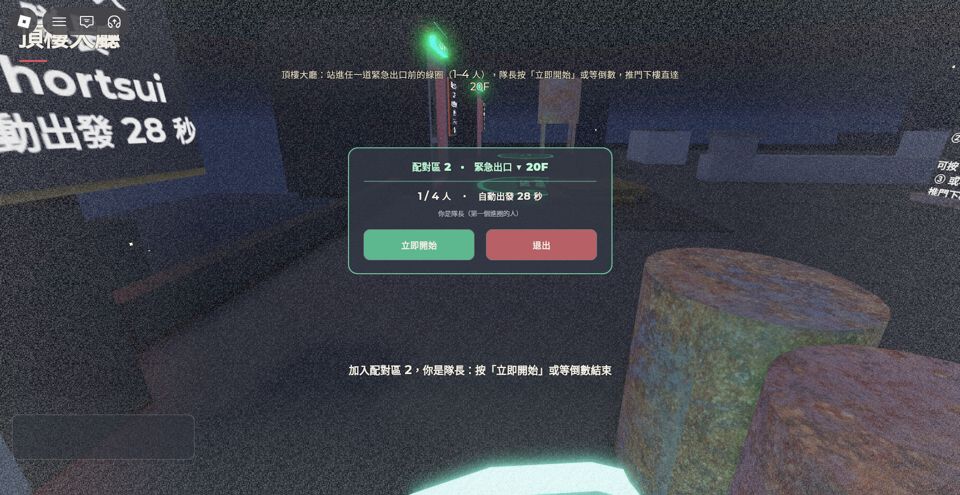 頂樓大廳
hortsui
動出發 28 秒
頂樓大廳：站進任一道緊急出口前的綠圈（1–4 人），隊長按「立即開始」或等倒數，推門下樓直達
20F
配對區 2 • 緊急出口 ▼ 20F
1 / 4 人 • 自動出發 28 秒
你是隊長（第一個進圈的人）
立即開始
退出
加入配對區 2，你是隊長：按「立即開始」或等倒數結束
可按
③ 或
推門下